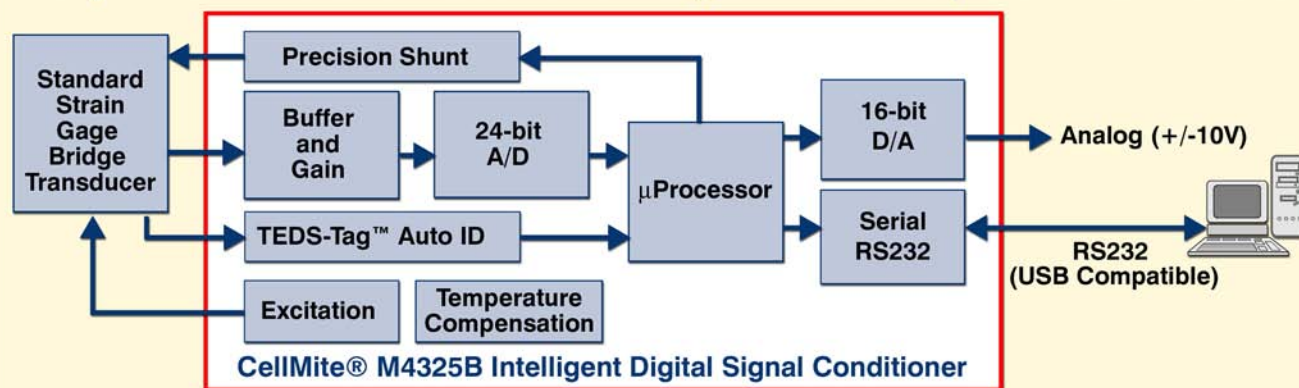 Standard
Strain
Gage
Bridge
Transducer
Precision Shunt
Buffer
and
Gain
24-bit
A/D
TEDS-Tag™ Auto ID
Excitation
Temperature
Compensation
μProcessor
16-bit
D/A
Serial
RS232
Analog (+/-10V)
RS232
(USB Compatible)
CellMite® M4325B Intelligent Digital Signal Conditioner